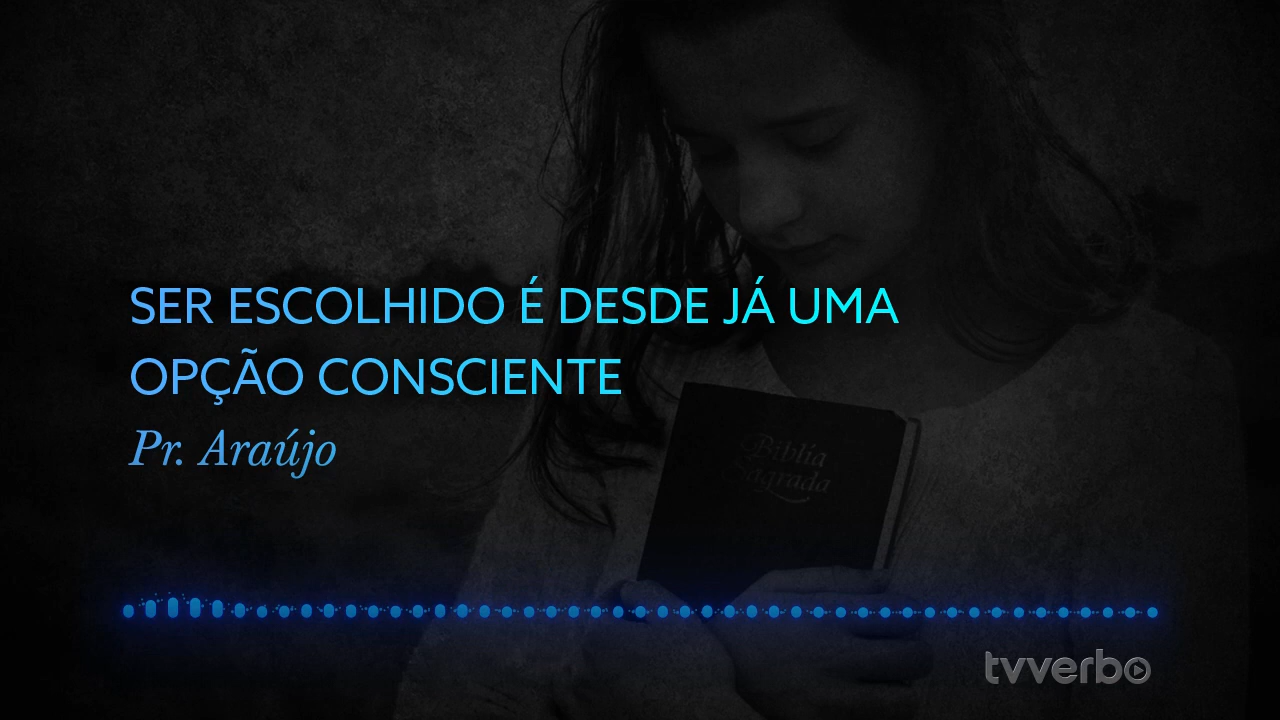 SER ESCOLHIDO É DESDE JÁ UMA
OPÇÃO CONSCIENTE
Pr. Araújo
Bíblia
Sagrada
tvverbo